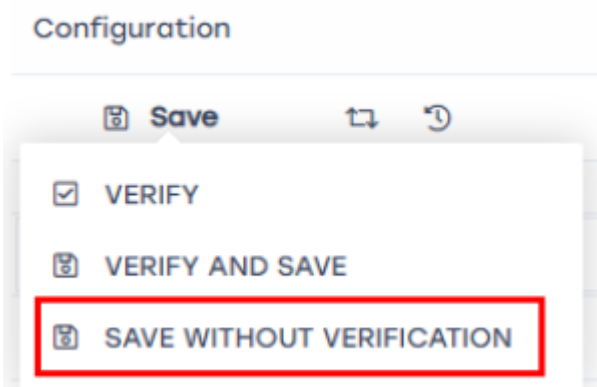 Configuration
Save
VERIFY
VERIFY AND SAVE
SAVE WITHOUT VERIFICATION